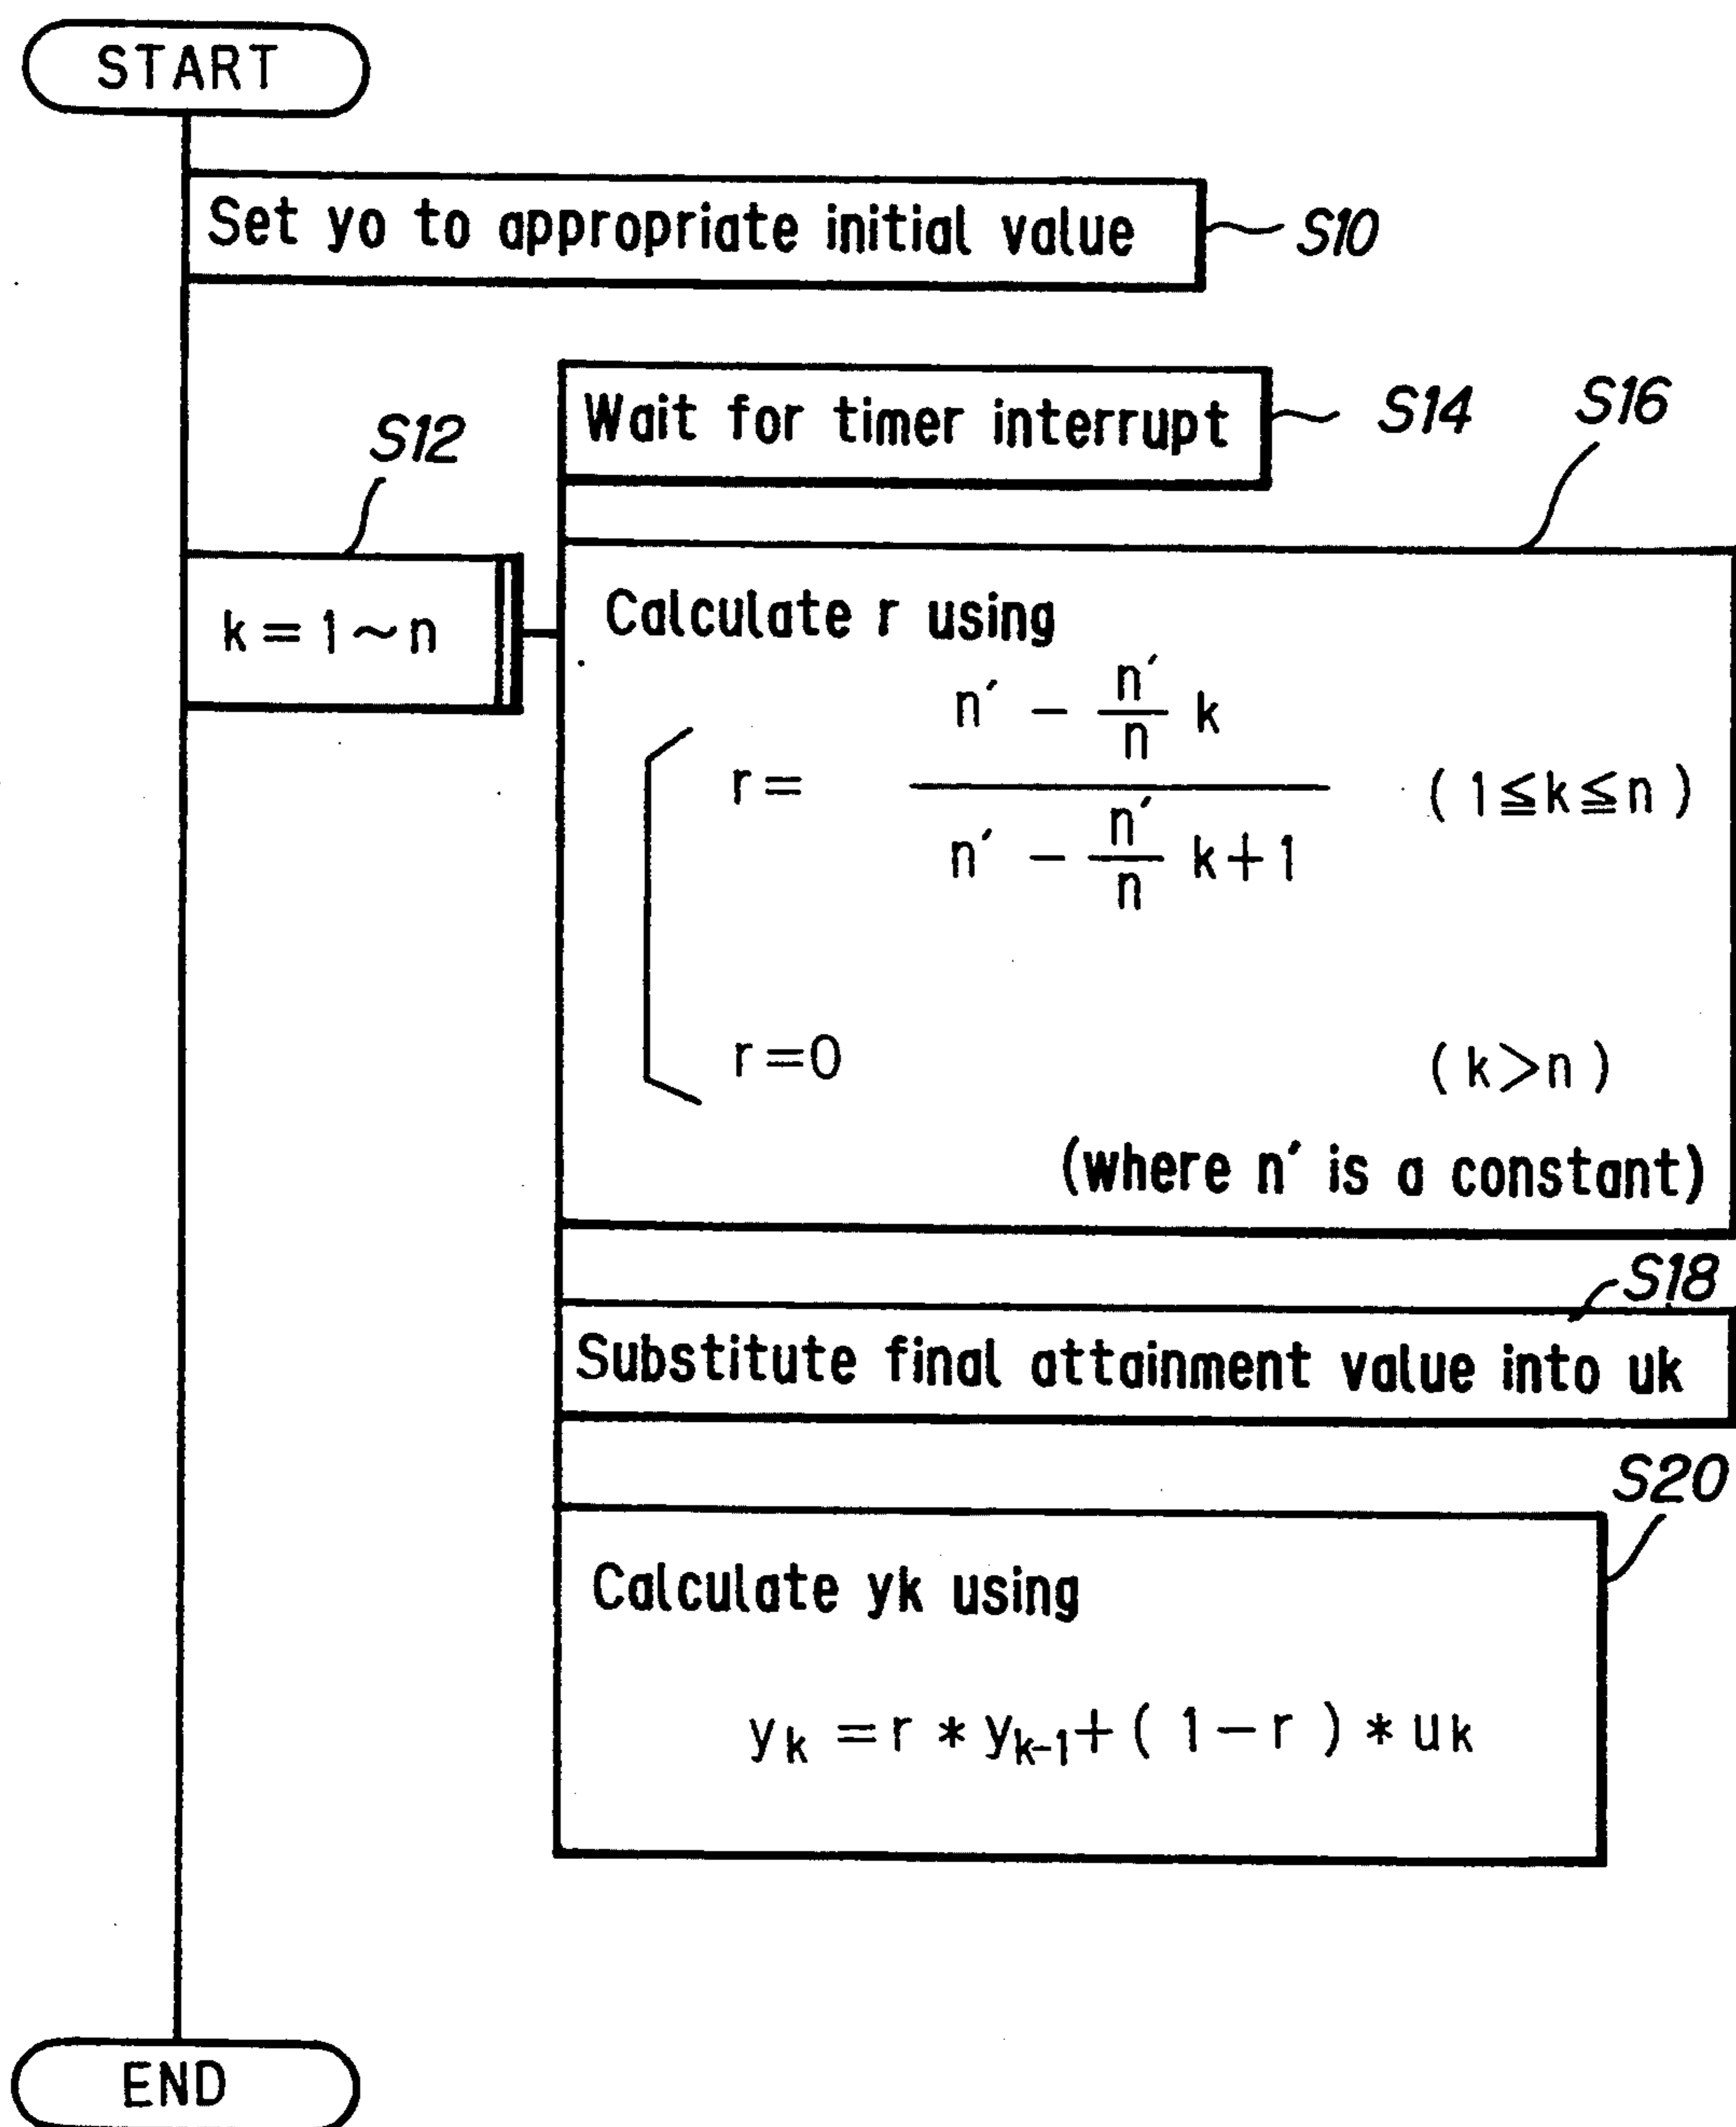 START
Set yo to appropriate initial value
S10
Wait for timer interrupt
S14
S12
S16
k=1~n
Calculate r using
r= (n′ - n′/n k) / (n′ - n′/n k+1) (1≦k≦n)
r=0 (k>n)
(where n′ is a constant)
S18
Substitute final attainment value into uk
S20
Calculate yk using
yₖ =r * yₖ₋₁+( 1-r ) * uk
END